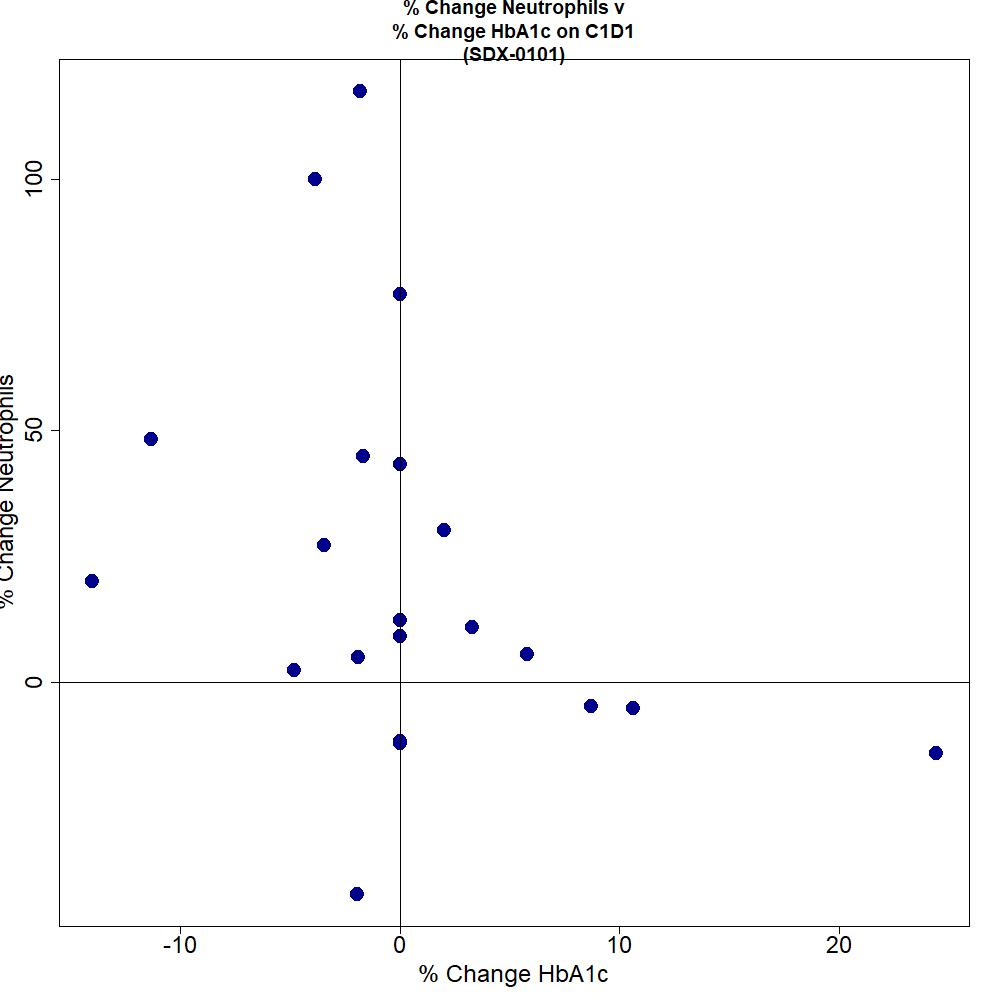 % Change Neutrophils v
% Change HbA1c on C1D1
(SDX-0101)
100
50
0
% Change Neutrophils
-10
0
10
20
% Change HbA1c